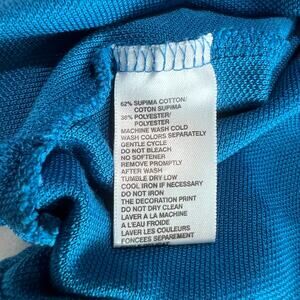 62% SUPIMA COTTON/
COTON SUPIMA
38% POLYESTER/
POLYESTER
MACHINE WASH COLD
WASH COLORS SEPARATELY
GENTLE CYCLE
DO NOT BLEACH
NO SOFTENER
REMOVE PROMPTLY
AFTER WASH
TUMBLE DRY LOW
COOL IRON IF NECESSARY
DO NOT IRON
THE DECORATION PRINT
DO NOT DRY CLEAN
LAVER A LA MACHINE
A L'EAU FROIDE
LAVER LES COULEURS
FONCEES SEPAREMENT